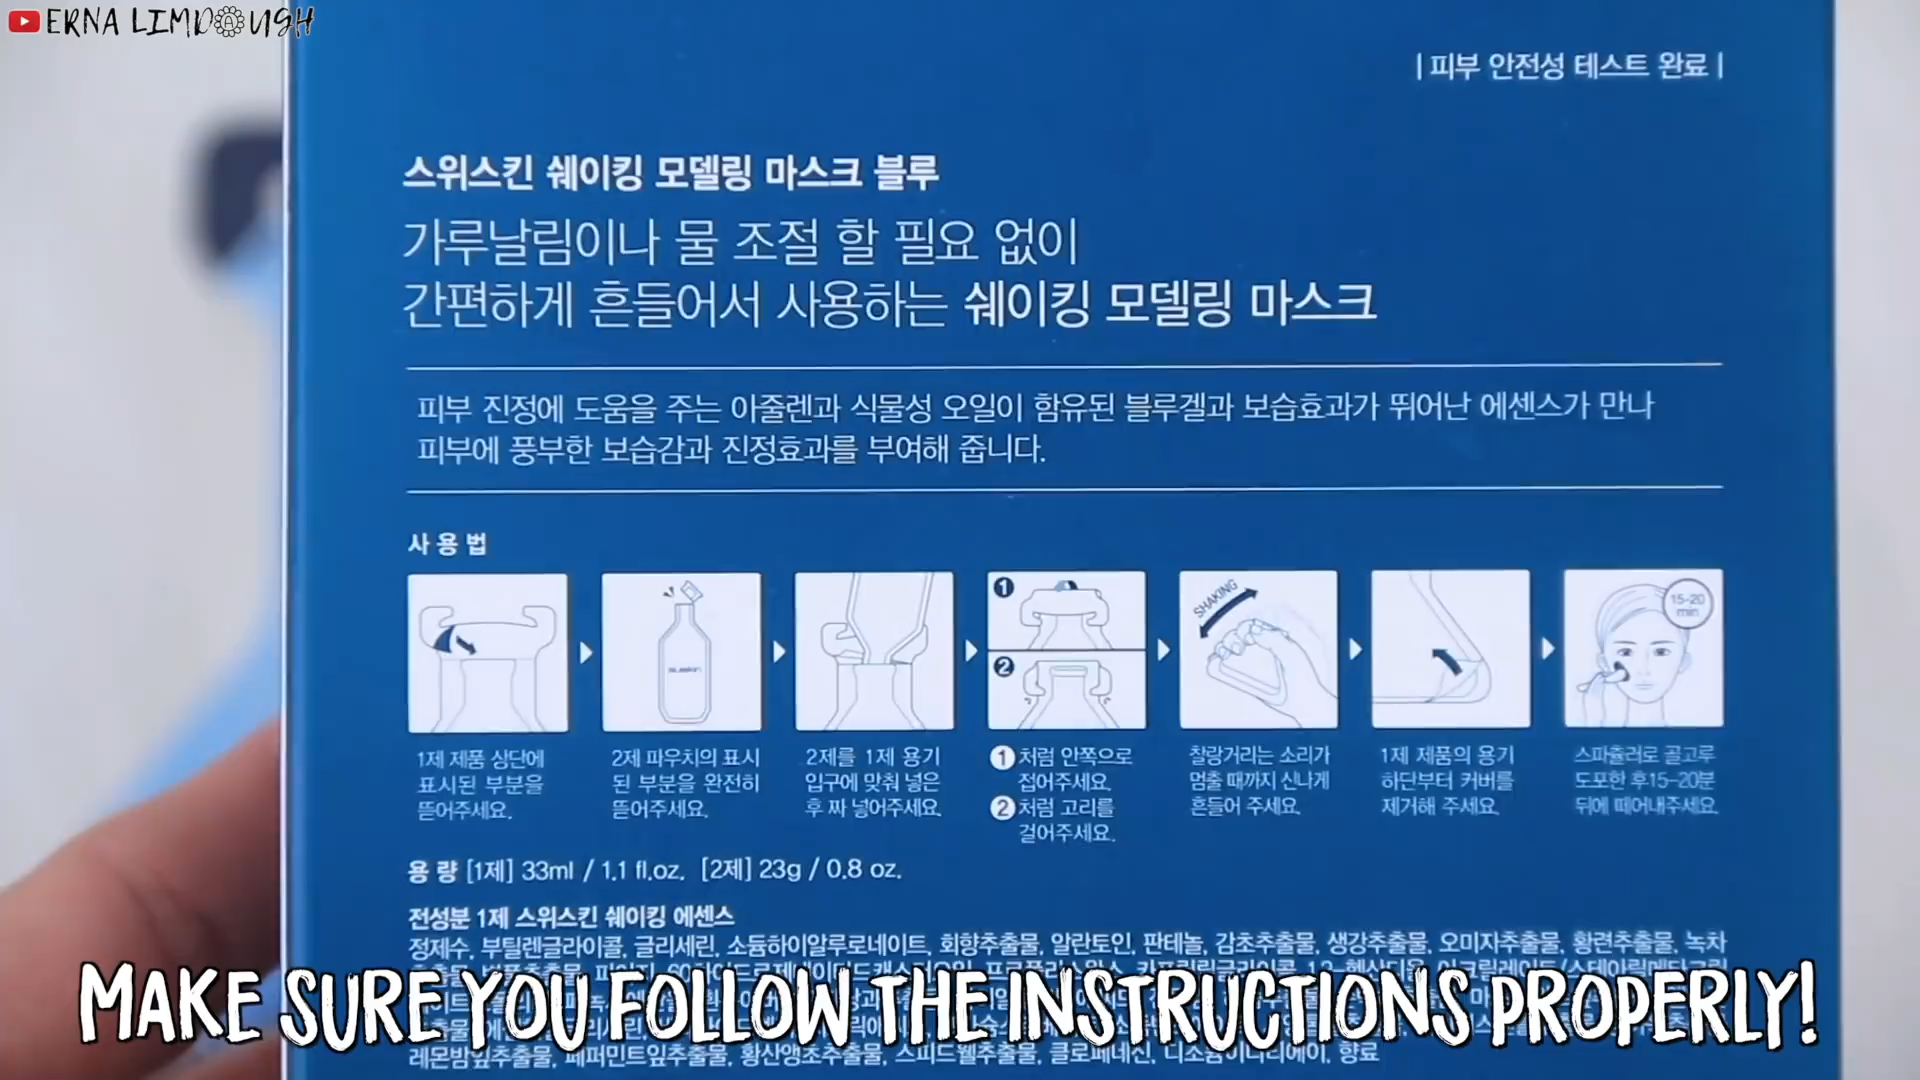 ERNA LIMDOUGH
| 피부 안전성 테스트 완료 |
스위스킨 쉐이킹 모델링 마스크 블루
가루날림이나 물 조절 할 필요 없이
간편하게 흔들어서 사용하는 쉐이킹 모델링 마스크
피부 진정에 도움을 주는 아줄렌과 식물성 오일이 함유된 블루겔과 보습효과가 뛰어난 에센스가 만나
피부에 풍부한 보습감과 진정효과를 부여해 줍니다.
사용법
1
2
SHAKING
15-20
min
1제 제품 상단에
표시된 부분을
뜯어주세요.
2제 파우치의 표시
된 부분을 완전히
뜯어주세요.
2제를 1제 용기
입구에 맞춰 넣은
후 짜 넣어주세요.
1 처럼 안쪽으로
접어주세요.
2 처럼 고리를
걸어주세요.
찰랑거리는 소리가
멈출 때까지 신나게
흔들어 주세요.
1제 제품의 용기
하단부터 커버를
제거해 주세요.
스파츌러로 골고루
도포한 후15-20분
뒤에 떼어내주세요.
용량 [1제] 33ml / 1.1 fl.oz. [2제] 23g / 0.8 oz.
전성분 1제 스위스킨 쉐이킹 에센스
정제수, 부틸렌글라이콜, 글리세린, 소듐하이알루로네이트, 회향추출물, 알란토인, 판테놀, 감초추출물, 생강추출물, 오미자추출물, 황련추출물, 녹차
MAKE SURE YOU FOLLOW THE INSTRUCTIONS PROPERLY!
레몬밤잎추출물, 페퍼민트잎추출물, 황산앵초추출물, 스피드웰추출물, 클로페네신, 디소듐이디티에이, 향료